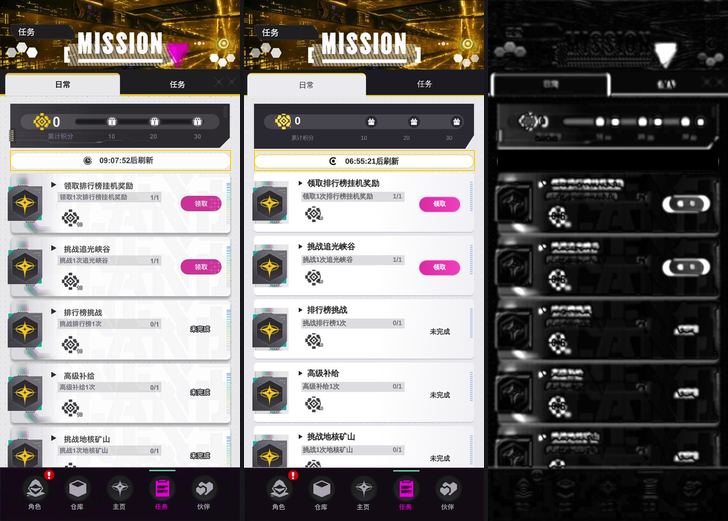 任务
MISSION
日常
任务
0
累计积分
10
20
30
09:07:52后刷新
领取排行榜挂机奖励
领取1次排行榜挂机奖励
1/1
领取
挑战追光峡谷
挑战1次追光峡谷
1/1
领取
排行榜挑战
挑战排行榜1次
0/1
未完成
高级补给
高级补给1次
0/1
未完成
挑战地核矿山
挑战1次地核矿山
0/1
未完成
角色
仓库
主页
任务
伙伴
任务
MISSION
日常
任务
0
累计积分
10
20
30
06:55:21后刷新
领取排行榜挂机奖励
领取1次排行榜挂机奖励
1/1
领取
挑战追光峡谷
挑战1次追光峡谷
1/1
领取
排行榜挑战
挑战排行榜1次
0/1
未完成
高级补给
高级补给1次
0/1
未完成
挑战地核矿山
挑战1次地核矿山
0/1
未完成
角色
仓库
主页
任务
伙伴